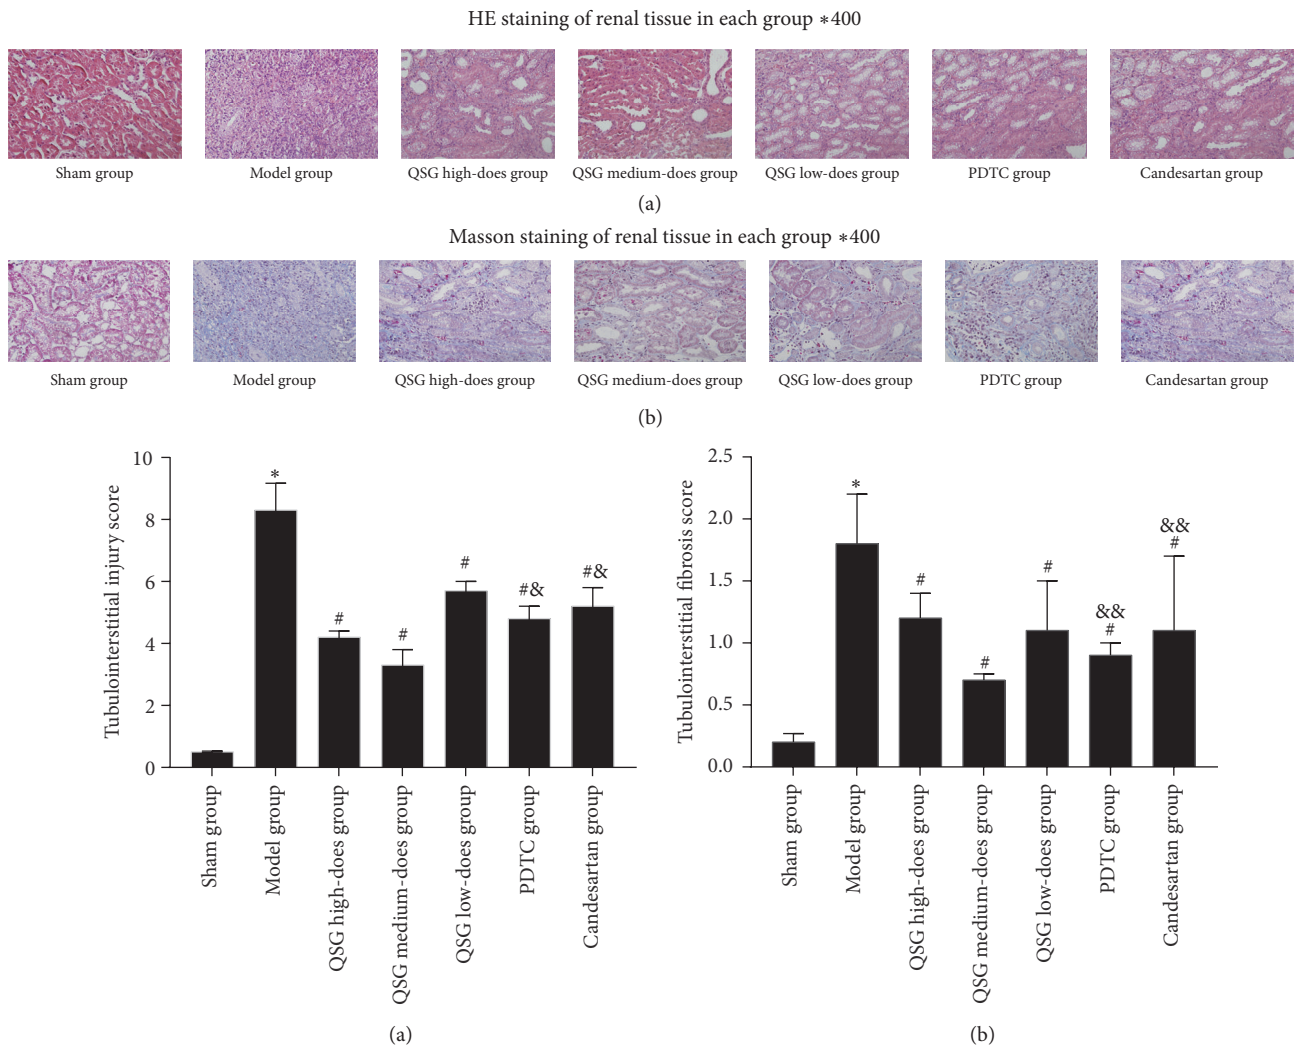 HE staining of renal tissue in each group *400
Sham group
Model group
QSG high-does group
QSG medium-does group
QSG low-does group
PDTC group
Candesartan group
(a)
Masson staining of renal tissue in each group *400
Sham group
Model group
QSG high-does group
QSG medium-does group
QSG low-does group
PDTC group
Candesartan group
(b)
Tubulointerstitial injury score
10
8
6
4
2
0
*
#
#
#
#&
#&
Sham group
Model group
QSG high-does group
QSG medium-does group
QSG low-does group
PDTC group
Candesartan group
(a)
Tubulointerstitial fibrosis score
2.5
2.0
1.5
1.0
0.5
0.0
*
#
#
#
&&
#
&&
#
Sham group
Model group
QSG high-does group
QSG medium-does group
QSG low-does group
PDTC group
Candesartan group
(b)